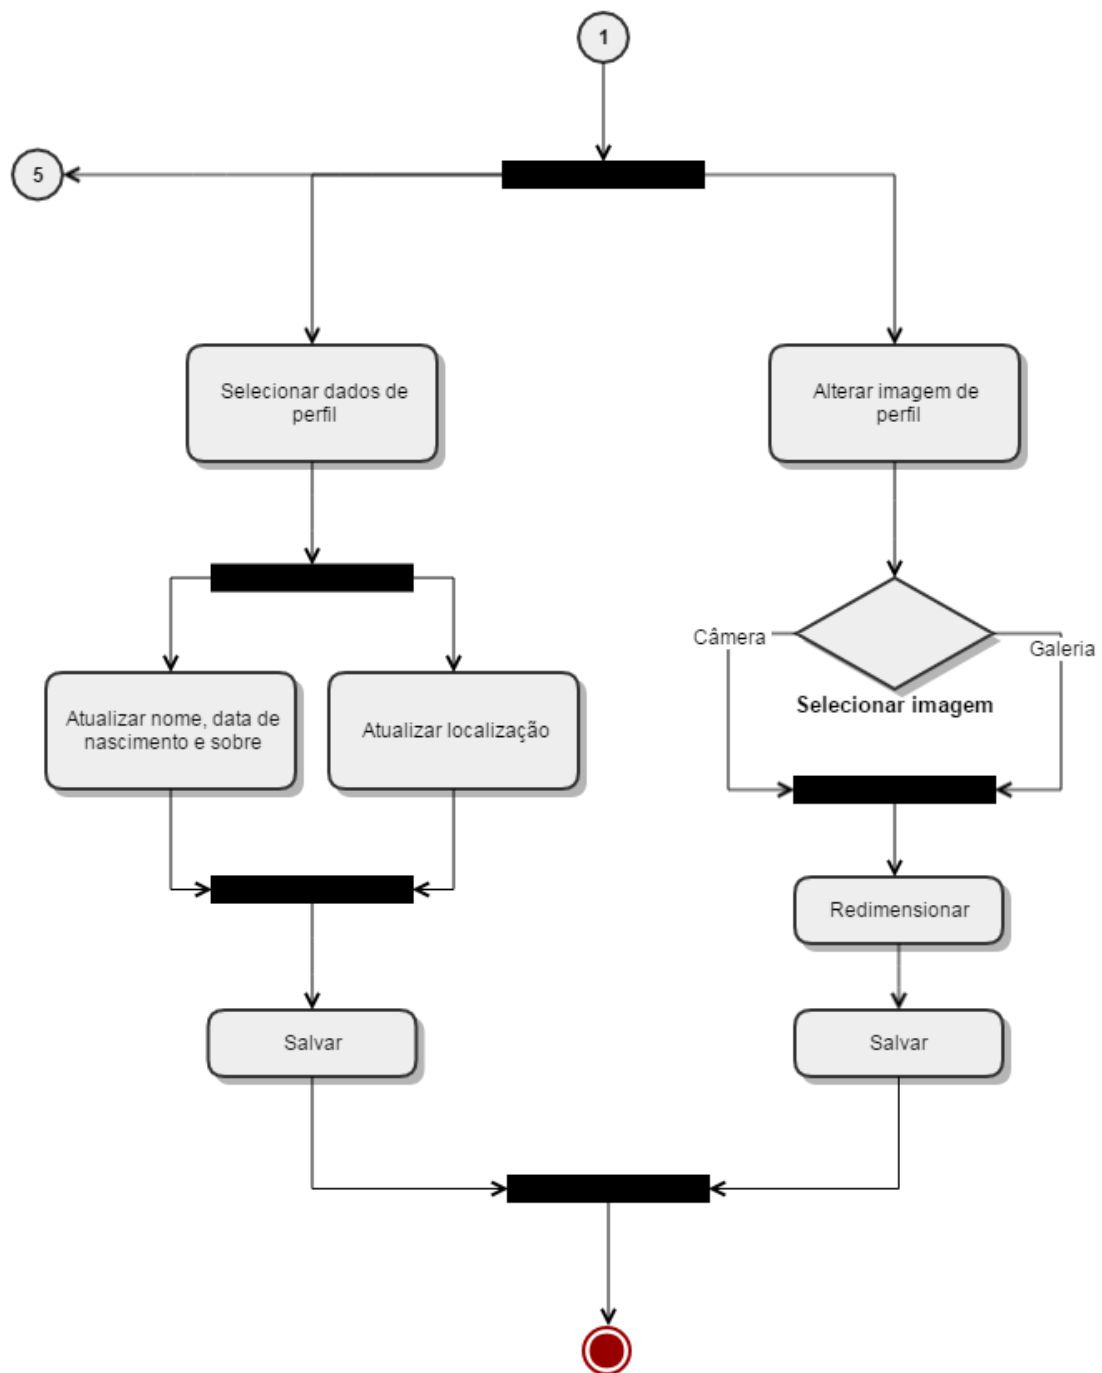 1
5
Selecionar dados de
perfil
Alterar imagem de
perfil
Câmera
Galeria
Selecionar imagem
Atualizar nome, data de
nascimento e sobre
Atualizar localização
Redimensionar
Salvar
Salvar